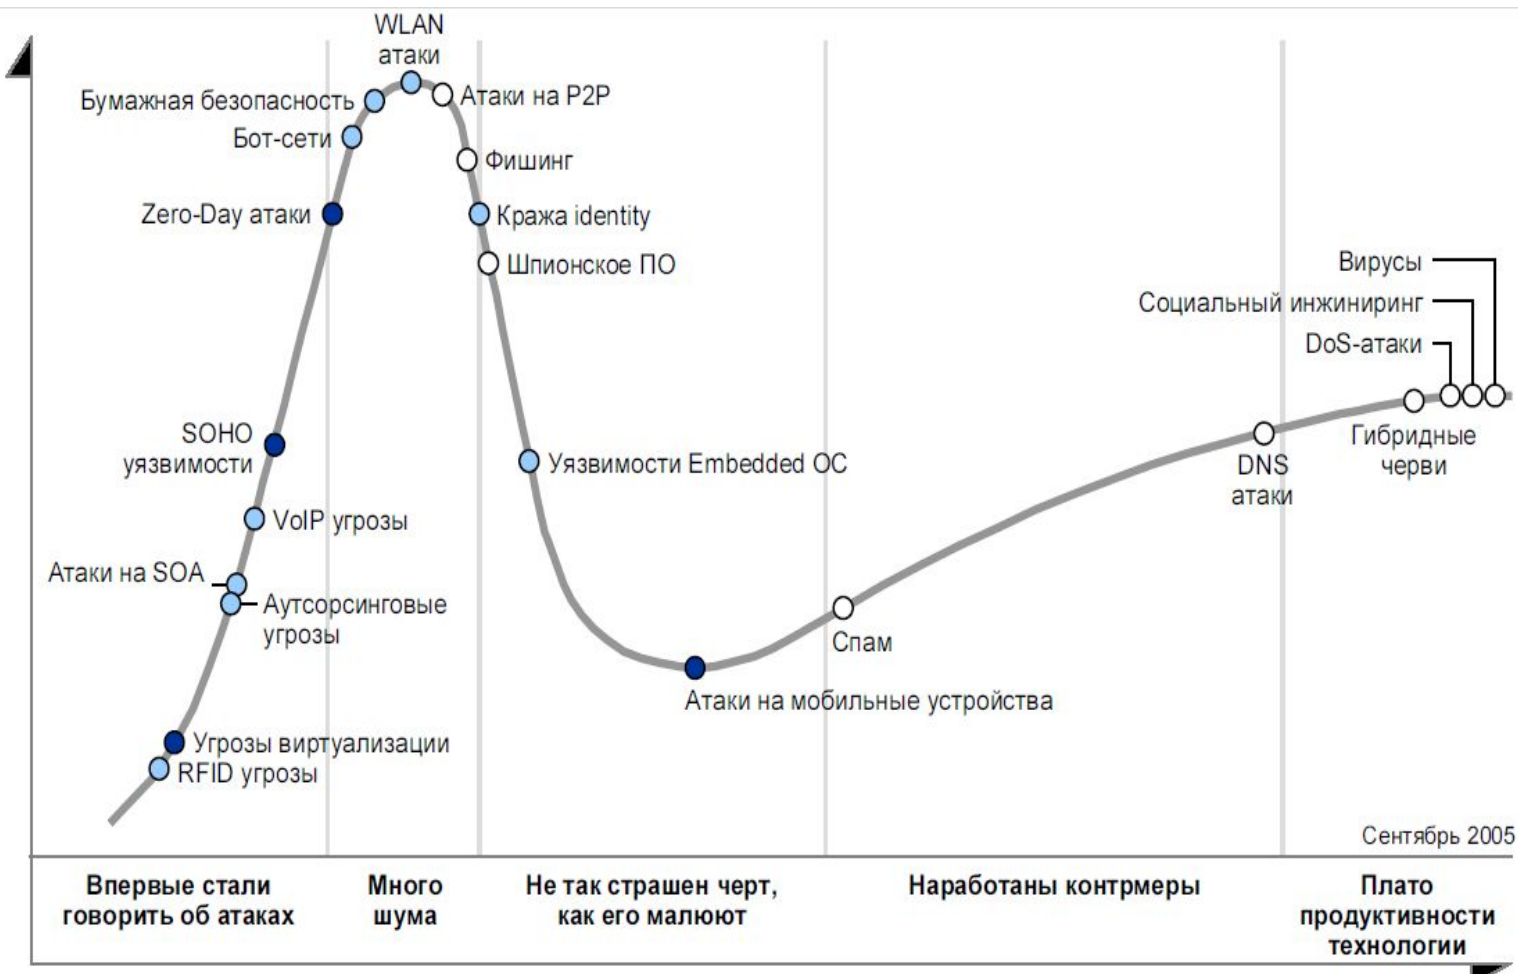 WLAN
атаки
Бумажная безопасность
Атаки на P2P
Бот-сети
Фишинг
Zero-Day атаки
Кража identity
Шпионское ПО
Вирусы
Социальный инжиниринг
DoS-атаки
SOHO
уязвимости
Уязвимости Embedded ОС
Гибридные
черви
DNS
атаки
VoIP угрозы
Атаки на SOA
Аутсорсинговые
угрозы
Спам
Атаки на мобильные устройства
Угрозы виртуализации
RFID угрозы
Сентябрь 2005
Впервые стали
говорить об атаках
Много
шума
Не так страшен черт,
как его малюют
Наработаны контрмеры
Плато
продуктивности
технологии